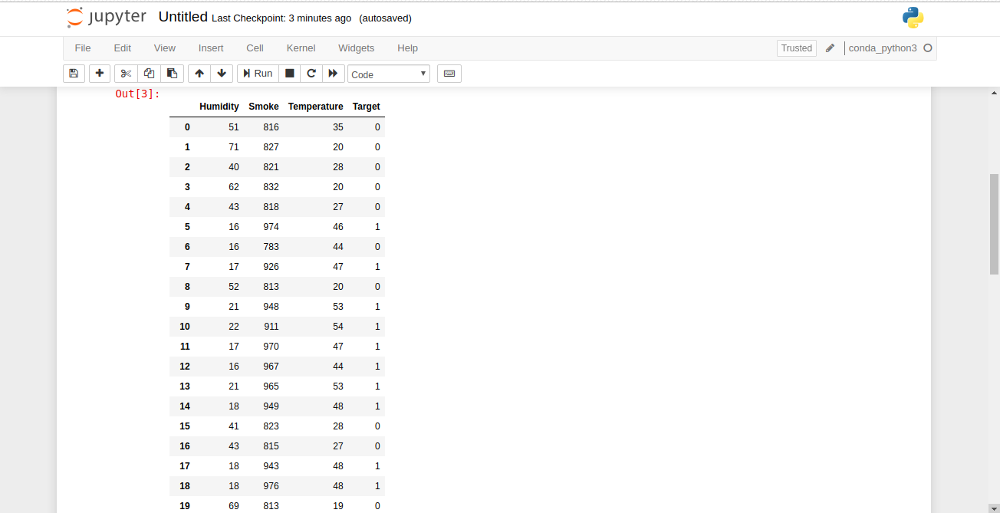 jupyter Untitled Last Checkpoint: 3 minutes ago (autosaved)
File Edit View Insert Cell Kernel Widgets Help Trusted conda_python3
Run Code
Out[3]:
Humidity Smoke Temperature Target
0 51 816 35 0
1 71 827 20 0
2 40 821 28 0
3 62 832 20 0
4 43 818 27 0
5 16 974 46 1
6 16 783 44 0
7 17 926 47 1
8 52 813 20 0
9 21 948 53 1
10 22 911 54 1
11 17 970 47 1
12 16 967 44 1
13 21 965 53 1
14 18 949 48 1
15 41 823 28 0
16 43 815 27 0
17 18 943 48 1
18 18 976 48 1
19 69 813 19 0